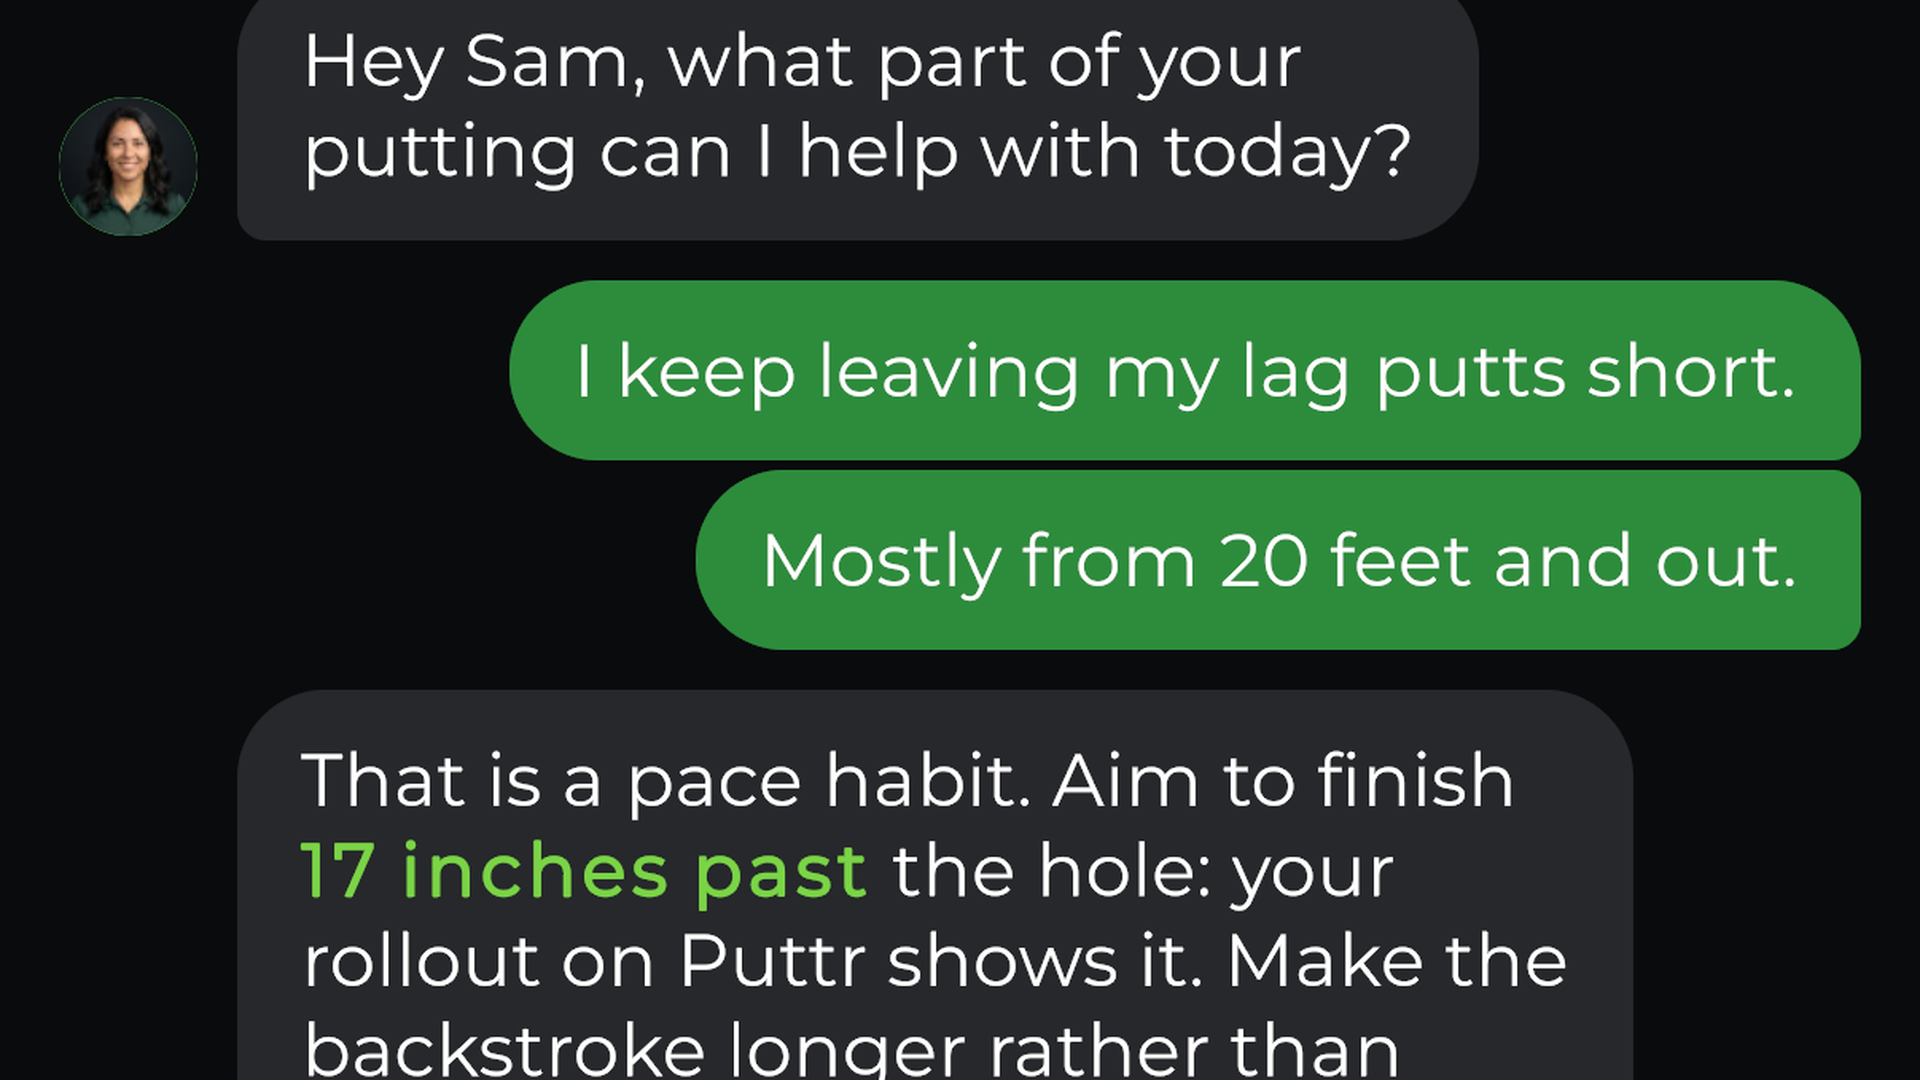 Hey Sam, what part of your
putting can I help with today?
I keep leaving my lag putts short.
Mostly from 20 feet and out.
That is a pace habit. Aim to finish
17 inches past the hole: your
rollout on Puttr shows it. Make the
backstroke longer rather than